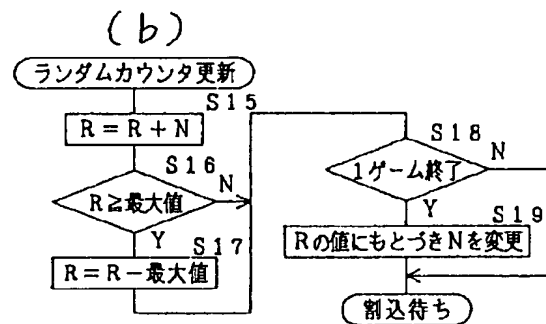 (b)
ランダムカウンタ更新
S15
R=R+N
S16
R≧最大値
N
Y
S17
R=R-最大値
S18
1ゲーム終了
N
Y
S19
Rの値にもとづきNを変更
割込待ち